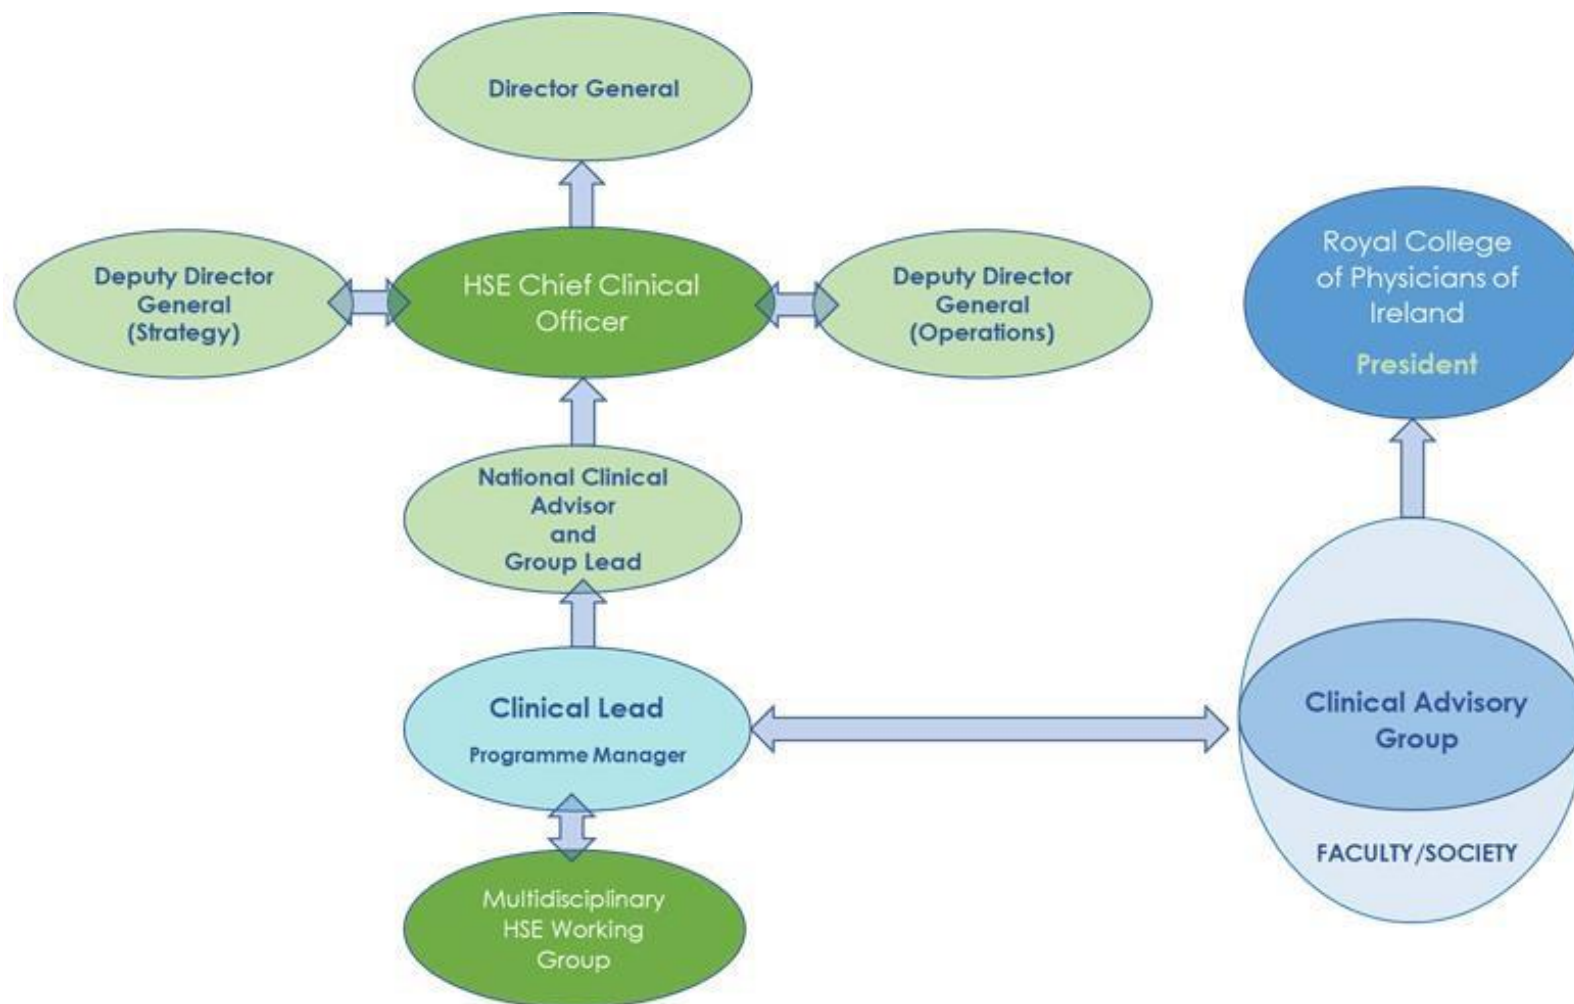 Director General
Deputy Director
General
(Strategy)
HSE Chief Clinical
Officer
Deputy Director
General
(Operations)
Royal College
of Physicians of
Ireland
President
National Clinical
Advisor
and
Group Lead
Clinical Lead
Programme Manager
Clinical Advisory
Group
FACULTY/SOCIETY
Multidisciplinary
HSE Working
Group